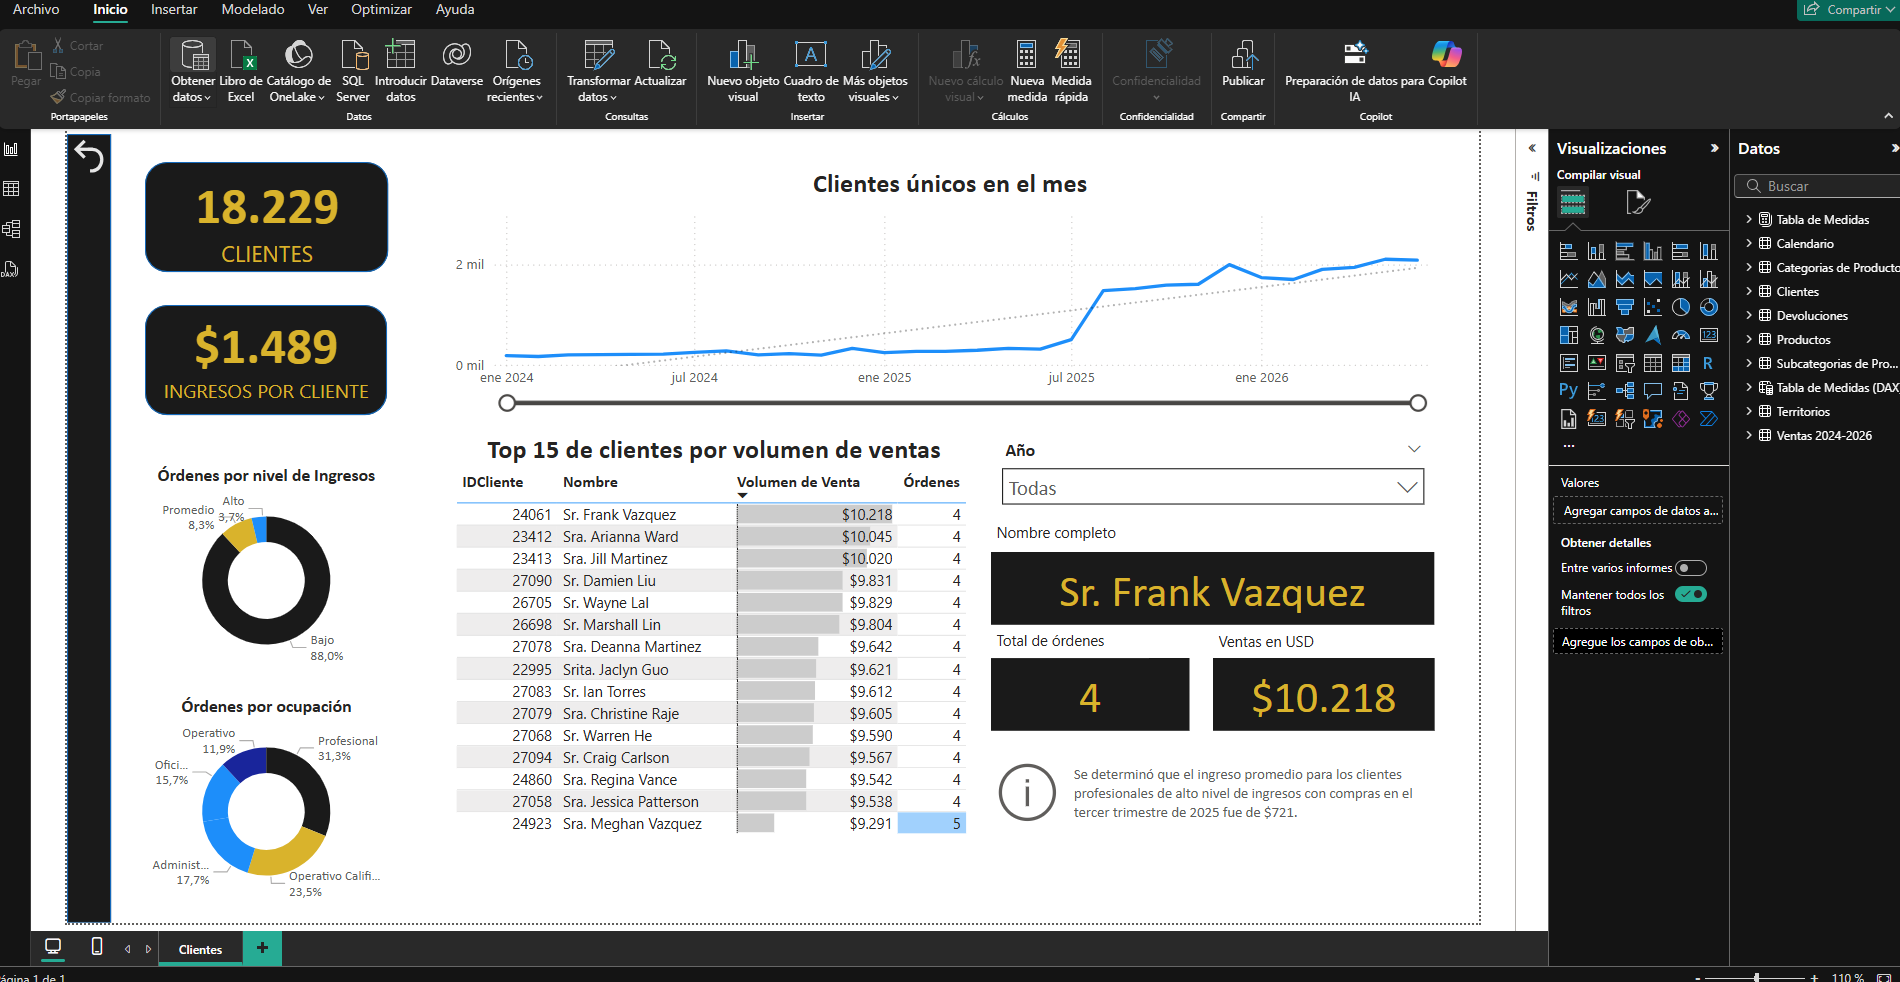 Archivo Inicio Insertar Modelado Ver Optimizar Ayuda
Compartir
Pegar
Cortar
Copia
Copiar formato
Portapapeles
Obtener datos
Libro de Excel
Catálogo de OneLake
SQL Server
Introducir datos
Dataverse
Orígenes recientes
Datos
Transformar datos
Actualizar
Consultas
Nuevo objeto visual
Cuadro de texto
Más objetos visuales
Insertar
Nuevo cálculo visual
Nueva medida
Medida rápida
Cálculos
Confidencialidad
Confidencialidad
Publicar
Compartir
Preparación de datos para IA
Copilot
Copilot
18.229
CLIENTES
$1.489
INGRESOS POR CLIENTE
Clientes únicos en el mes
2 mil
0 mil
ene 2024 jul 2024 ene 2025 jul 2025 ene 2026
Órdenes por nivel de Ingresos
Alto
3,7%
Promedio
8,3%
Bajo
88,0%
Órdenes por ocupación
Operativo
11,9%
Profesional
31,3%
Ofici...
15,7%
Administ...
17,7%
Operativo Califi...
23,5%
Top 15 de clientes por volumen de ventas
IDCliente Nombre Volumen de Venta Órdenes
24061 Sr. Frank Vazquez $10.218 4
23412 Sra. Arianna Ward $10.045 4
23413 Sra. Jill Martinez $10.020 4
27090 Sr. Damien Liu $9.831 4
26705 Sr. Wayne Lal $9.829 4
26698 Sr. Marshall Lin $9.804 4
27078 Sra. Deanna Martinez $9.642 4
22995 Srita. Jaclyn Guo $9.621 4
27083 Sr. Ian Torres $9.612 4
27079 Sra. Christine Raje $9.605 4
27068 Sr. Warren He $9.590 4
27094 Sr. Craig Carlson $9.567 4
24860 Sra. Regina Vance $9.542 4
27058 Sra. Jessica Patterson $9.538 4
24923 Sra. Meghan Vazquez $9.291 5
Año
Todas
Nombre completo
Sr. Frank Vazquez
Total de órdenes
4
Ventas en USD
$10.218
Se determinó que el ingreso promedio para los clientes
profesionales de alto nivel de ingresos con compras en el
tercer trimestre de 2025 fue de $721.
Filtros
Visualizaciones
Compilar visual
R
Py
123
...
Valores
Agregar campos de datos a...
Obtener detalles
Entre varios informes
Mantener todos los
filtros
Agregue los campos de ob...
Datos
Buscar
Tabla de Medidas
Calendario
Categorias de Producto
Clientes
Devoluciones
Productos
Subcategorias de Pro...
Tabla de Medidas (DAX
Territorios
Ventas 2024-2026
Clientes
+
ágina 1 de 1
- + 110 %